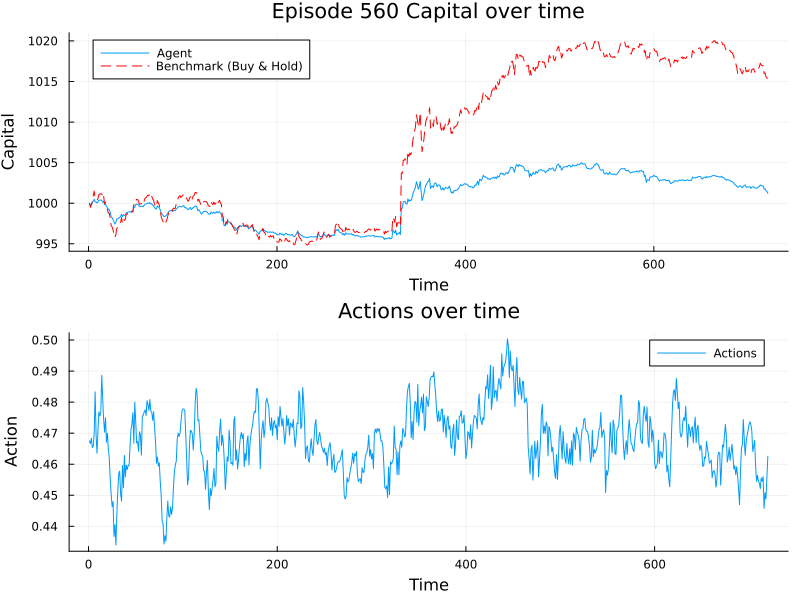 Episode 560 Capital over time
1020
1015
1010
1005
1000
995
Capital
Agent
Benchmark (Buy & Hold)
0
200
400
600
Time
Actions over time
0.50
0.49
0.48
0.47
0.46
0.45
0.44
Action
Actions
0
200
400
600
Time